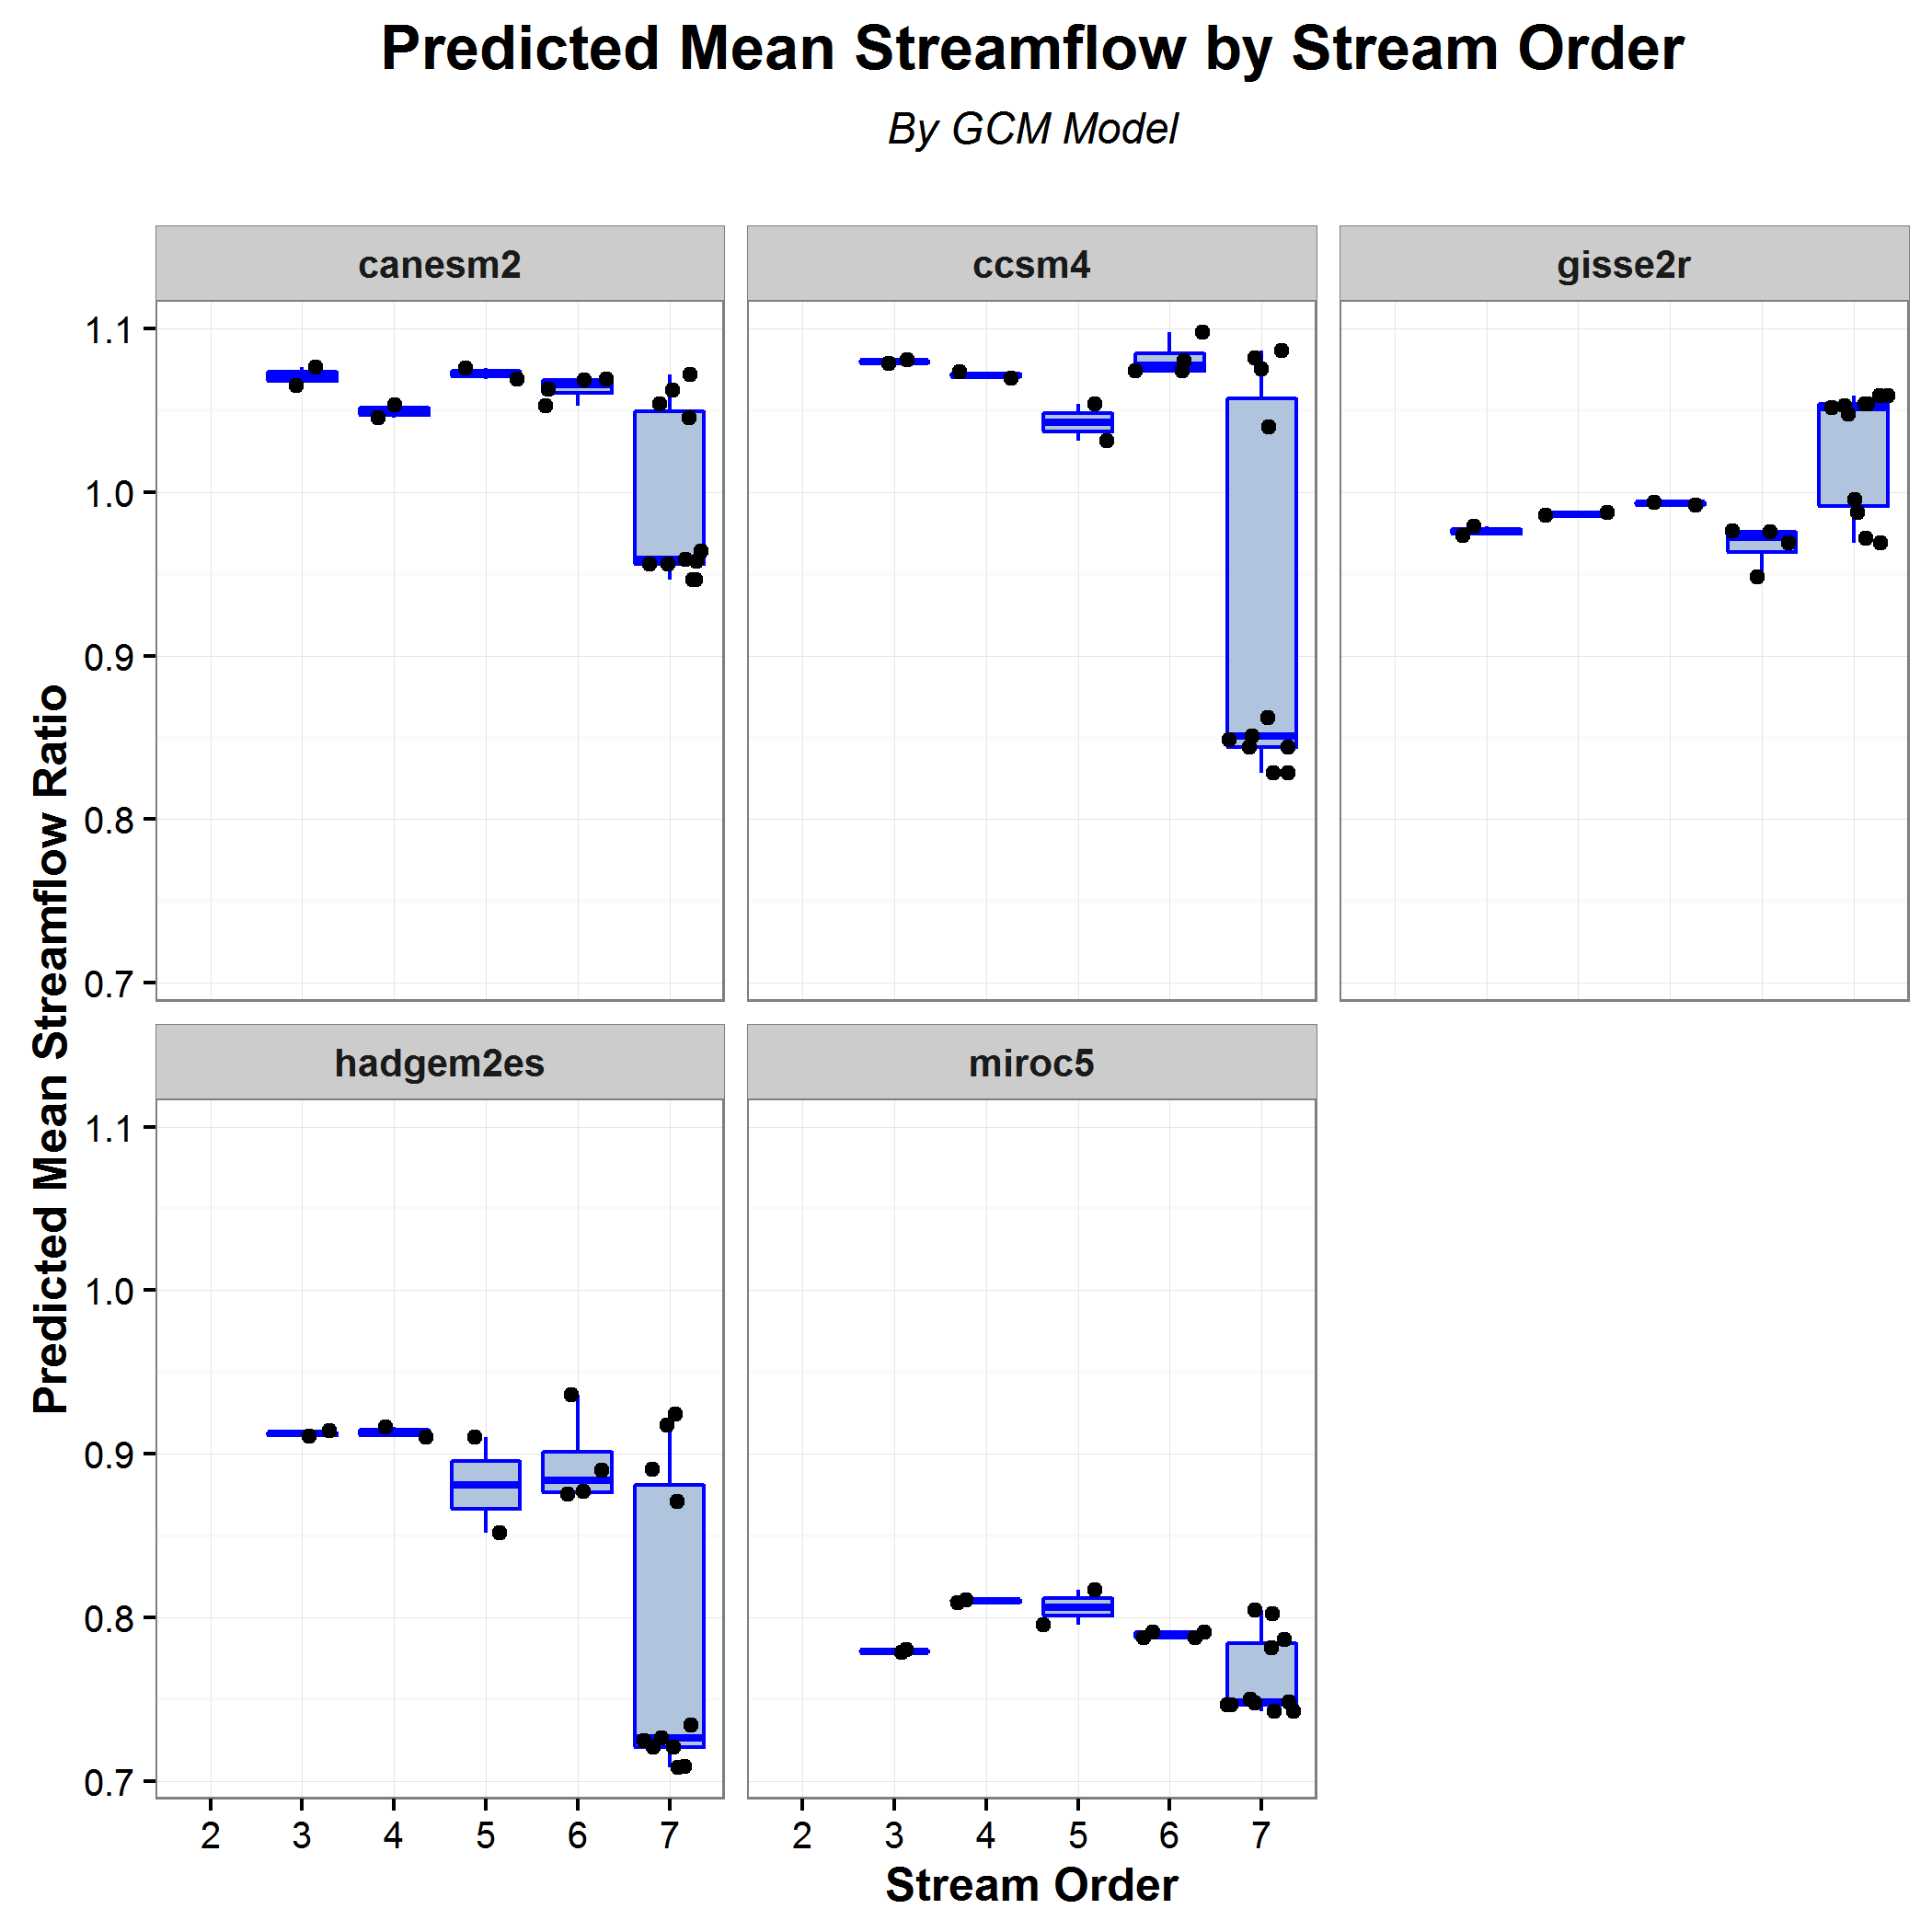 Predicted Mean Streamflow by Stream Order
By GCM Model
canesm2
ccsm4
gisse2r
1.1
1.0
0.9
0.8
0.7
hadgem2es
miroc5
1.1
1.0
0.9
0.8
0.7
Predicted Mean Streamflow Ratio
2 3 4 5 6 7
2 3 4 5 6 7
Stream Order